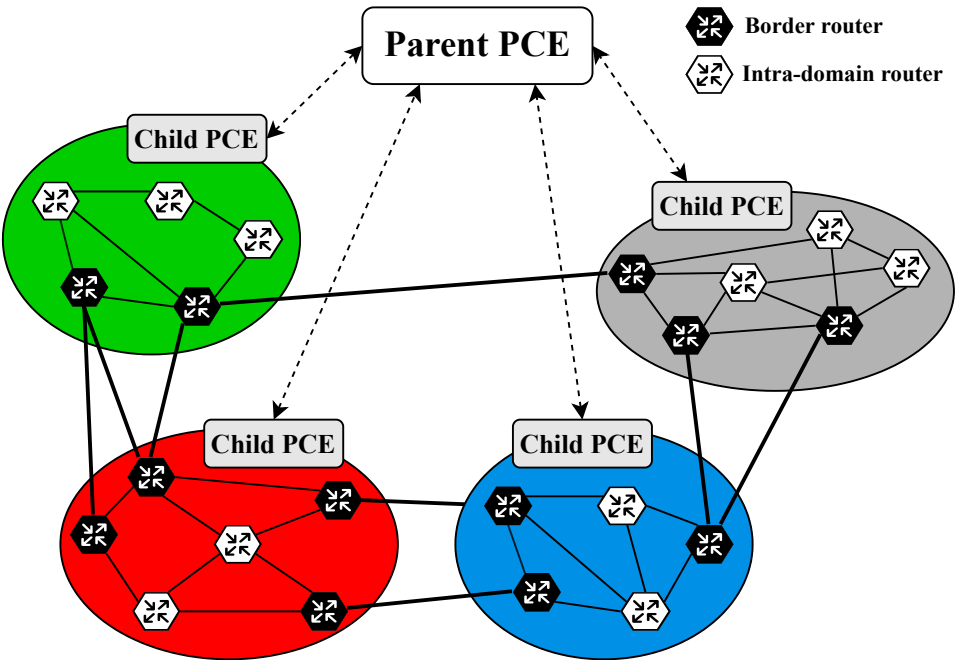 Parent PCE
Border router
Intra-domain router
Child PCE
Child PCE
Child PCE
Child PCE